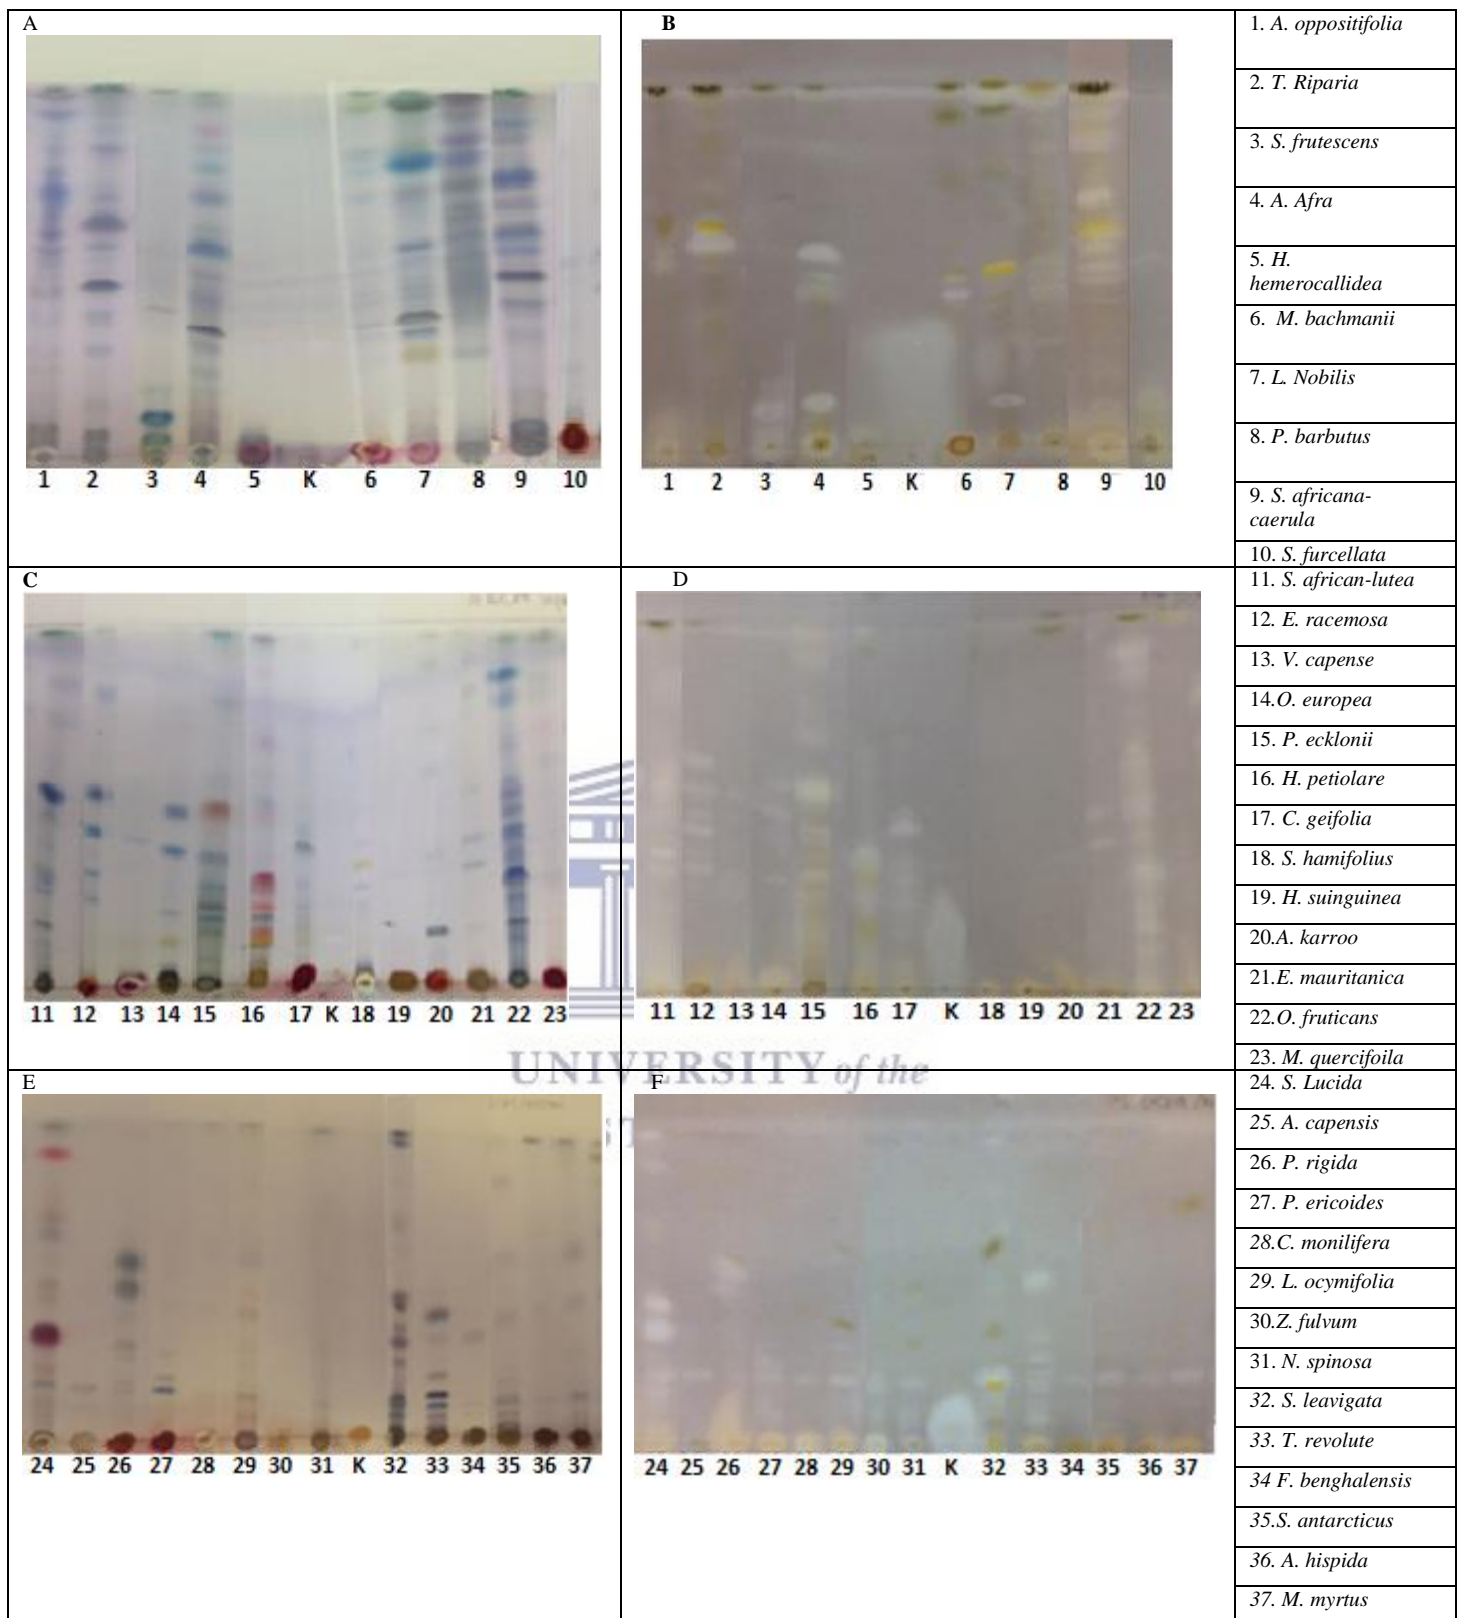 A
1 2 3 4 5 K 6 7 8 9 10
B
1 2 3 4 5 K 6 7 8 9 10
1. A. oppositifolia
2. T. Riparia
3. S. frutescens
4. A. Afra
5. H.
hemerocallidea
6. M. bachmanii
7. L. Nobilis
8. P. barbutus
9. S. africana-
caerula
10. S. furcellata
C
11 12 13 14 15 16 17 K 18 19 20 21 22 23
D
11 12 13 14 15 16 17 K 18 19 20 21 22 23
11. S. african-lutea
12. E. racemosa
13. V. capense
14.O. europea
15. P. ecklonii
16. H. petiolare
17. C. geifolia
18. S. hamifolius
19. H. suinguinea
20.A. karroo
21.E. mauritanica
22.O. fruticans
23. M. quercifoila
UNIVERSITY of the
E
24 25 26 27 28 29 30 31 K 32 33 34 35 36 37
F
24 25 26 27 28 29 30 31 K 32 33 34 35 36 37
24. S. Lucida
25. A. capensis
26. P. rigida
27. P. ericoides
28.C. monilifera
29. L. ocymifolia
30.Z. fulvum
31. N. spinosa
32. S. leavigata
33. T. revolute
34 F. benghalensis
35.S. antarcticus
36. A. hispida
37. M. myrtus